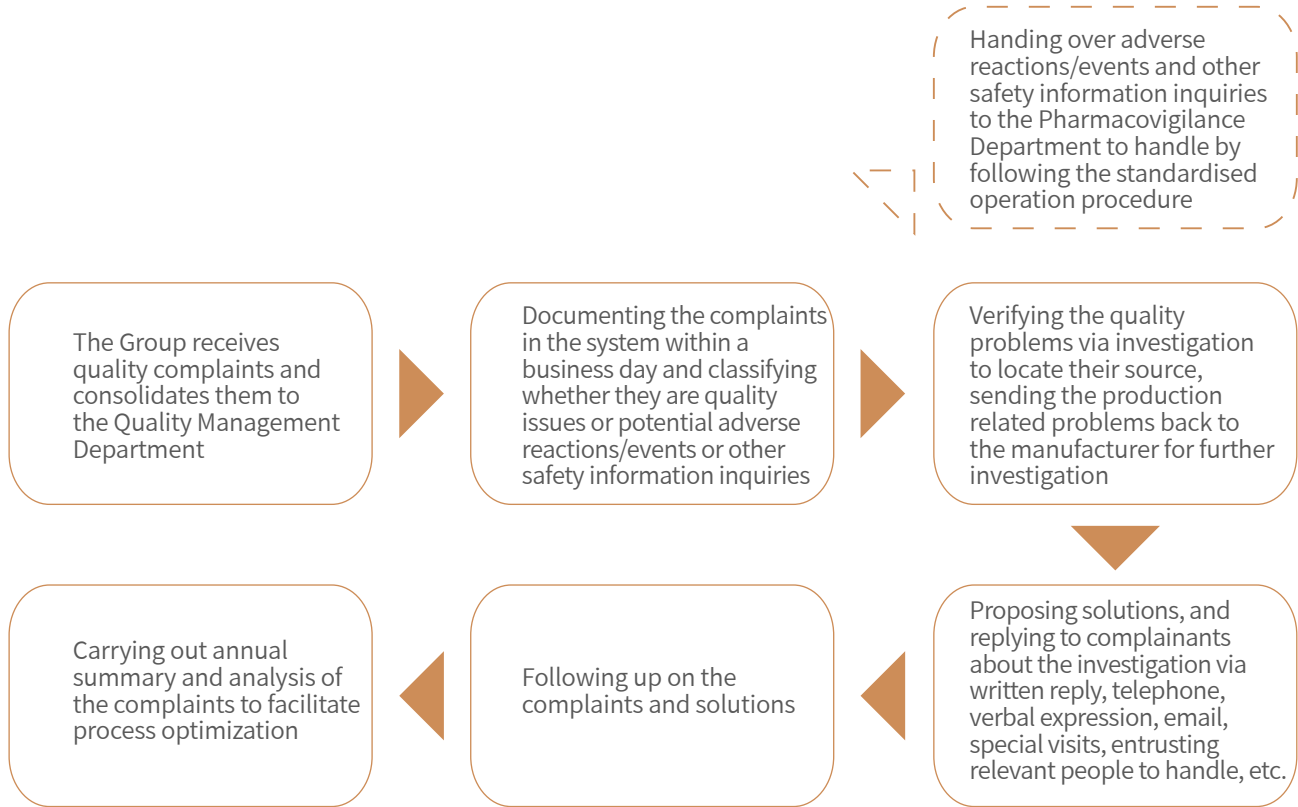 Handing over adverse
reactions/events and other
safety information inquiries
to the Pharmacovigilance
Department to handle by
following the standardised
operation procedure
The Group receives
quality complaints and
consolidates them to
the Quality Management
Department
Documenting the complaints
in the system within a
business day and classifying
whether they are quality
issues or potential adverse
reactions/events or other
safety information inquiries
Verifying the quality
problems via investigation
to locate their source,
sending the production
related problems back to
the manufacturer for further
investigation
Proposing solutions, and
replying to complainants
about the investigation via
written reply, telephone,
verbal expression, email,
special visits, entrusting
relevant people to handle, etc.
Following up on the
complaints and solutions
Carrying out annual
summary and analysis of
the complaints to facilitate
process optimization